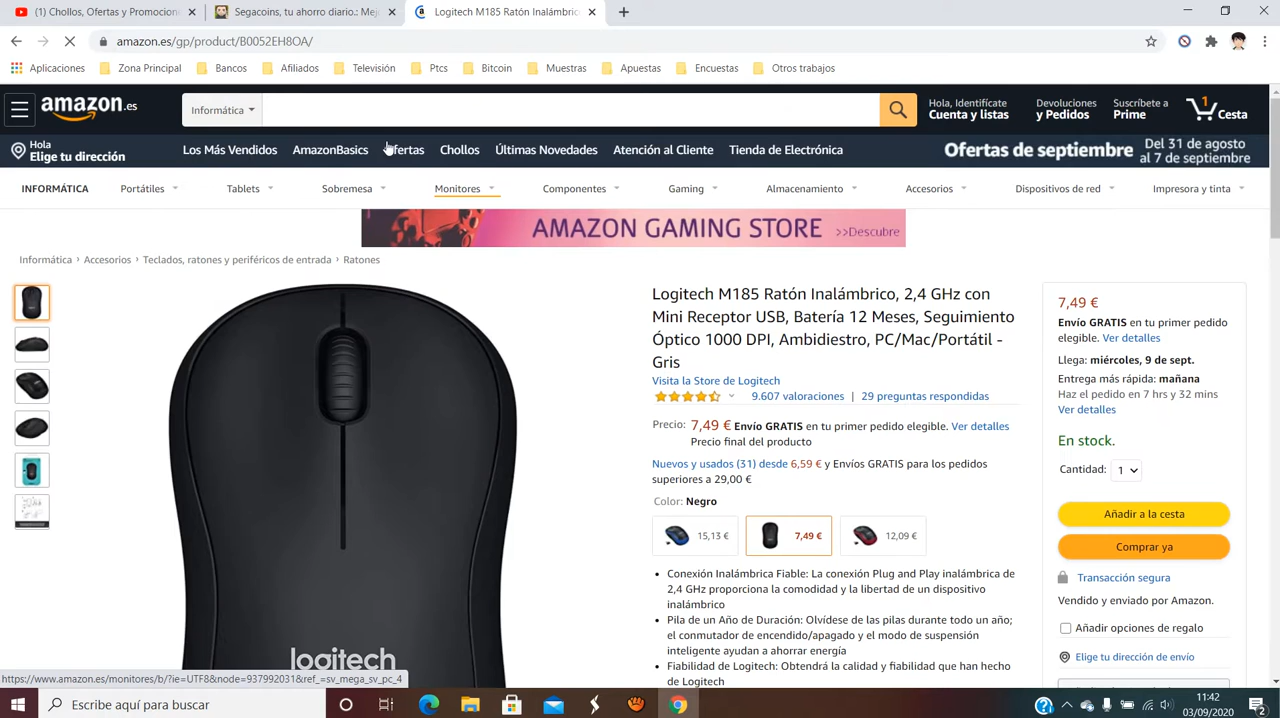 (1) Chollos, Ofertas y Promocion
Segacoins, tu ahorro diario.: Mej
Logitech M185 Ratón Inalámbrico
amazon.es/gp/product/B0052EH8OA/
Aplicaciones
Zona Principal
Bancos
Afiliados
Televisión
Ptcs
Bitcoin
Muestras
Apuestas
Encuestas
Otros trabajos
amazon.es
Informática
Hola, Identifícate
Cuenta y listas
Devoluciones
y Pedidos
Suscríbete a
Prime
1
Cesta
Hola
Elige tu dirección
Los Más Vendidos
AmazonBasics
Ofertas
Chollos
Últimas Novedades
Atención al Cliente
Tienda de Electrónica
Ofertas de septiembre
Del 31 de agosto
al 7 de septiembre
INFORMÁTICA
Portátiles
Tablets
Sobremesa
Monitores
Componentes
Gaming
Almacenamiento
Accesorios
Dispositivos de red
Impresora y tinta
AMAZON GAMING STORE >>Descubre
Informática › Accesorios › Teclados, ratones y periféricos de entrada › Ratones
logitech
Logitech M185 Ratón Inalámbrico, 2,4 GHz con
Mini Receptor USB, Batería 12 Meses, Seguimiento
Óptico 1000 DPI, Ambidiestro, PC/Mac/Portátil -
Gris
Visita la Store de Logitech
9.607 valoraciones | 29 preguntas respondidas
Precio: 7,49 € Envío GRATIS en tu primer pedido elegible. Ver detalles
Precio final del producto
Nuevos y usados (31) desde 6,59 € y Envíos GRATIS para los pedidos
superiores a 29,00 €
Color: Negro
15,13 €
7,49 €
12,09 €
• Conexión Inalámbrica Fiable: La conexión Plug and Play inalámbrica de
2,4 GHz proporciona la comodidad y la libertad de un dispositivo
inalámbrico
• Pila de un Año de Duración: Olvídese de las pilas durante todo un año;
el conmutador de encendido/apagado y el modo de suspensión
inteligente ayudan a ahorrar energía
• Fiabilidad de Logitech: Obtendrá la calidad y fiabilidad que han hecho
de Logitech
7,49 €
Envío GRATIS en tu primer pedido
elegible. Ver detalles
Llega: miércoles, 9 de sept.
Entrega más rápida: mañana
Haz el pedido en 7 hrs y 32 mins
Ver detalles
En stock.
Cantidad: 1
Añadir a la cesta
Comprar ya
Transacción segura
Vendido y enviado por Amazon.
Añadir opciones de regalo
Elige tu dirección de envío
https://www.amazon.es/monitores/b/?ie=UTF8&node=937992031&ref_=sv_mega_sv_pc_4
Escribe aquí para buscar
11:42
03/09/2020
2